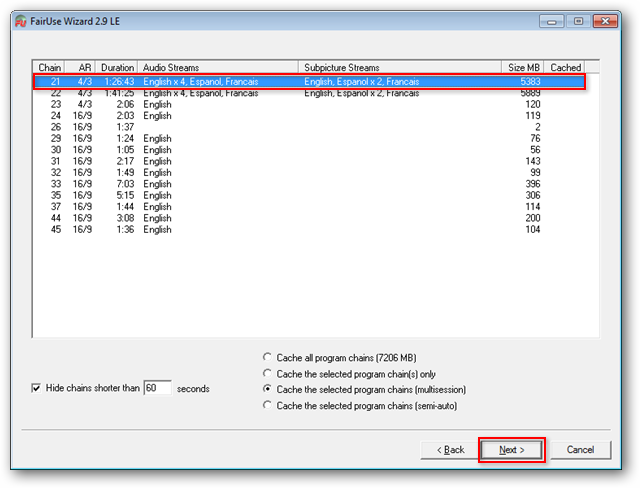 FairUse Wizard 2.9 LE
Chain AR Duration Audio Streams Subpicture Streams Size MB Cached
21 4/3 1:26:43 English x 4, Espanol, Francais English, Espanol x 2, Francais 5383
22 4/3 1:41:25 English x 4, Espanol, Francais English, Espanol x 2, Francais 5889
23 4/3 2:06 English 120
24 16/9 2:03 English 119
26 16/9 1:37 2
29 16/9 1:24 English 76
30 16/9 1:05 English 56
31 16/9 2:17 English 143
32 16/9 1:49 English 99
33 16/9 7:03 English 396
35 16/9 5:15 English 306
37 16/9 1:44 English 114
44 16/9 3:08 English 200
45 16/9 1:36 English 104
Cache all program chains (7206 MB)
Cache the selected program chain(s) only
Hide chains shorter than 60 seconds
Cache the selected program chains (multisession)
Cache the selected program chains (semi-auto)
< Back Next > Cancel